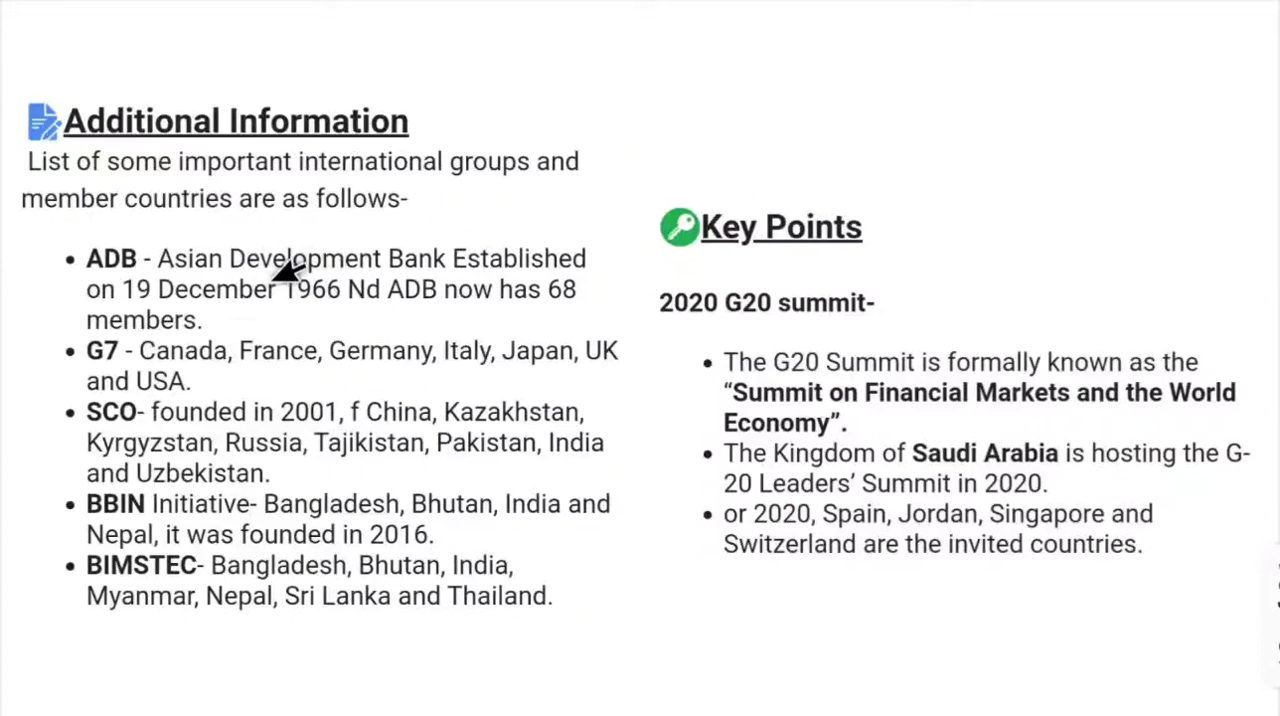 Additional Information
List of some important international groups and
member countries are as follows-
• ADB - Asian Development Bank Established
on 19 December 1966 Nd ADB now has 68
members.
• G7 - Canada, France, Germany, Italy, Japan, UK
and USA.
• SCO- founded in 2001, f China, Kazakhstan,
Kyrgyzstan, Russia, Tajikistan, Pakistan, India
and Uzbekistan.
• BBIN Initiative- Bangladesh, Bhutan, India and
Nepal, it was founded in 2016.
• BIMSTEC- Bangladesh, Bhutan, India,
Myanmar, Nepal, Sri Lanka and Thailand.
Key Points
2020 G20 summit-
• The G20 Summit is formally known as the
“Summit on Financial Markets and the World
Economy”.
• The Kingdom of Saudi Arabia is hosting the G-
20 Leaders’ Summit in 2020.
• or 2020, Spain, Jordan, Singapore and
Switzerland are the invited countries.